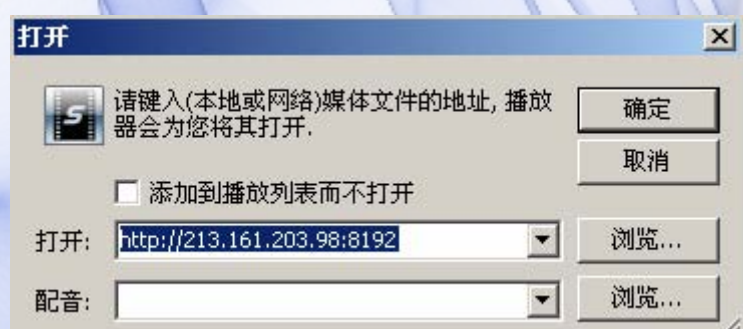 打开
请键入(本地或网络)媒体文件的地址, 播放
器会为您将其打开.
确定
取消
添加到播放列表而不打开
打开: http://213.161.203.98:8192 浏览...
配音: 浏览...